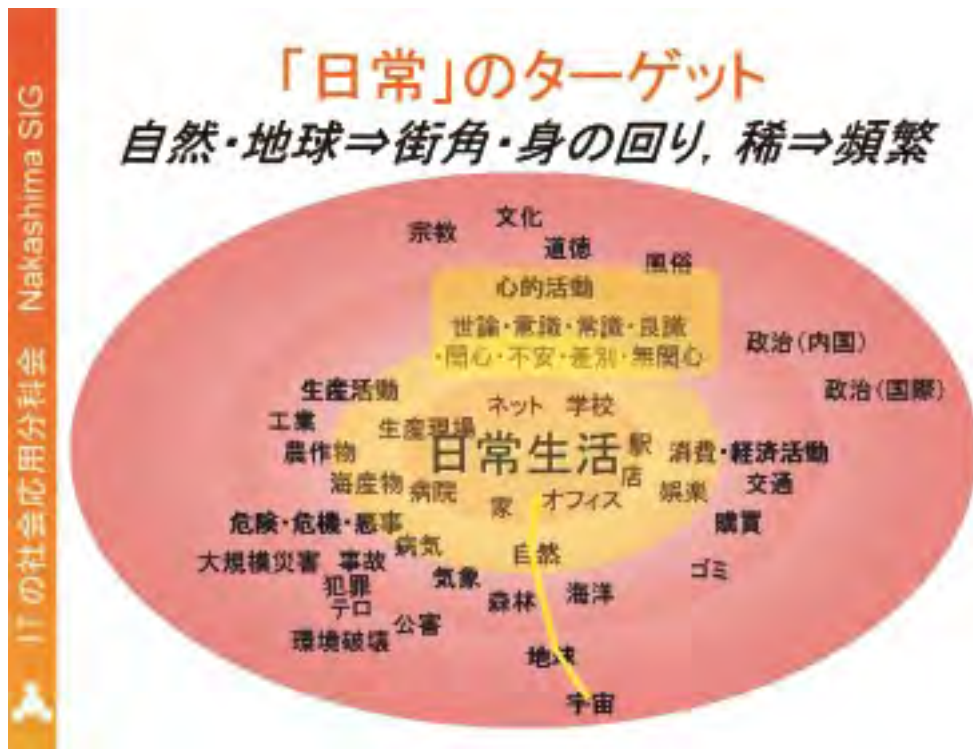 「日常」のターゲット
自然・地球⇒街角・身の回り, 稀⇒頻繁
文化
宗教
道徳
風俗
心的活動
世論・意識・常識・良識
・関心・不安・差別・無関心
政治(内国)
政治(国際)
生産活動
ネット 学校
工業
生産現場
日常生活
駅
消費・経済活動
農作物
海産物
病院
家
オフィス
店
娯楽
交通
危険・危機・悪事
購買
大規模災害
事故
病気
自然
気象
ゴミ
犯罪
テロ
森林
海洋
公害
環境破壊
地球
宇宙
ITの社会応用分科会 Nakashima SIG